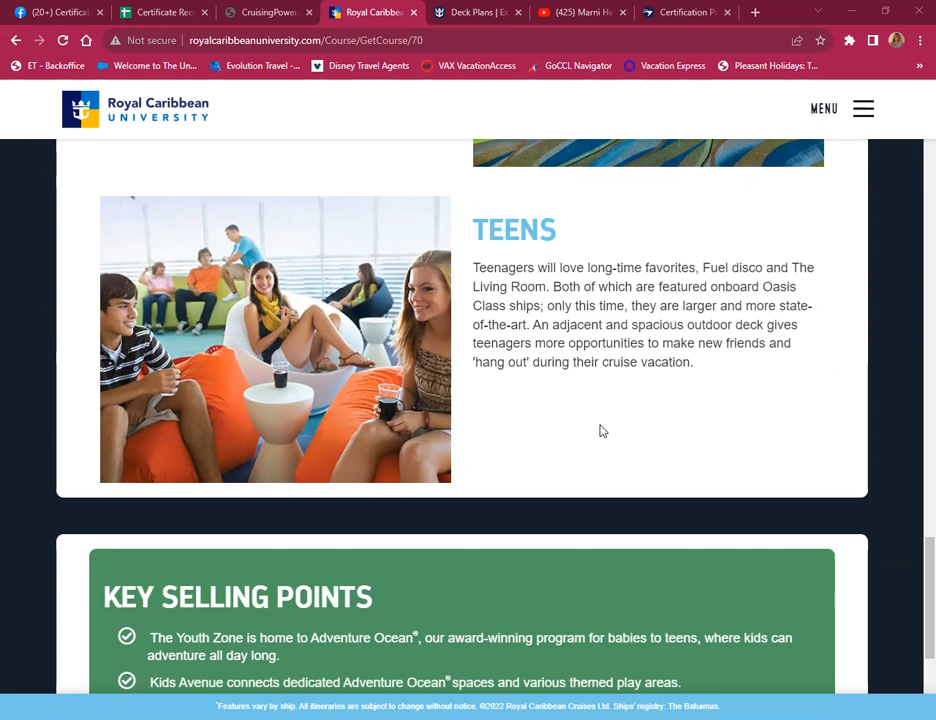 (20+) Certificat
Certificate Rec
CruisingPower.
Royal Caribbea
Deck Plans | Ex
(425) Marni He
Certification Pr
Not secure
royalcaribbeanuniversity.com/Course/GetCourse/70
ET - Backoffice
Welcome to The Un...
Evolution Travel -...
Disney Travel Agents
VAX VacationAccess
GoCCL Navigator
Vacation Express
Pleasant Holidays: T...
»
Royal Caribbean
UNIVERSITY
MENU
TEENS
Teenagers will love long-time favorites, Fuel disco and The
Living Room. Both of which are featured onboard Oasis
Class ships; only this time, they are larger and more state-
of-the-art. An adjacent and spacious outdoor deck gives
teenagers more opportunities to make new friends and
'hang out' during their cruise vacation.
KEY SELLING POINTS
The Youth Zone is home to Adventure Ocean®, our award-winning program for babies to teens, where kids can
adventure all day long.
Kids Avenue connects dedicated Adventure Ocean® spaces and various themed play areas.
*Features vary by ship. All itineraries are subject to change without notice. ©2022 Royal Caribbean Cruises Ltd. Ships' registry: The Bahamas.